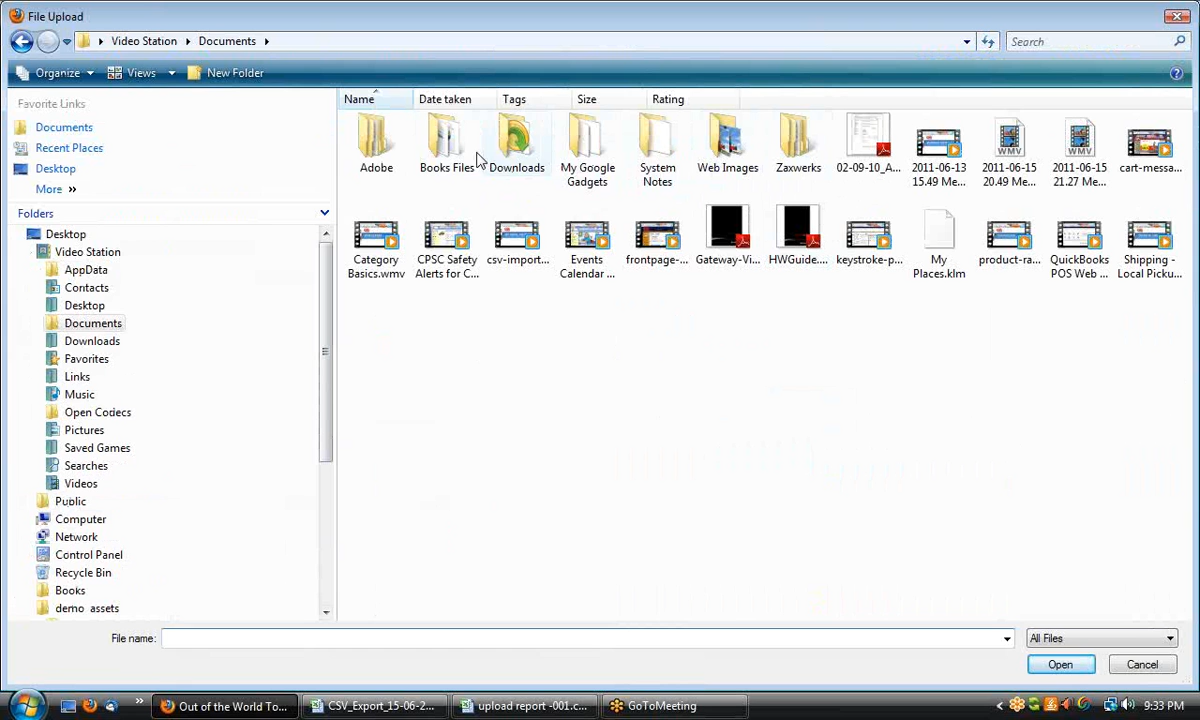 File Upload
Video Station Documents
Search
Organize Views New Folder
Favorite Links
Documents
Recent Places
Desktop
More »
Folders
Desktop
Video Station
AppData
Contacts
Desktop
Documents
Downloads
Favorites
Links
Music
Open Codecs
Pictures
Saved Games
Searches
Videos
Public
Computer
Network
Control Panel
Recycle Bin
Books
demo assets
Name Date taken Tags Size Rating
Adobe
Books Files
Downloads
My Google
Gadgets
System
Notes
Web Images
Zaxwerks
02-09-10_A...
2011-06-13
15.49 Me...
2011-06-15
20.49 Me...
2011-06-15
21.27 Me...
cart-messa...
WMV
WMV
Category
Basics.wmv
CPSC Safety
Alerts for C...
csv-import...
Events
Calendar ...
frontpage-...
Gateway-Vi...
HWGuide....
keystroke-p...
My
Places.klm
product-ra...
QuickBooks
POS Web ...
Shipping -
Local Picku...
File name:
All Files
Open Cancel
» Out of the World To... CSV_Export_15-06-2... upload report -001.c... GoToMeeting < 9:33 PM